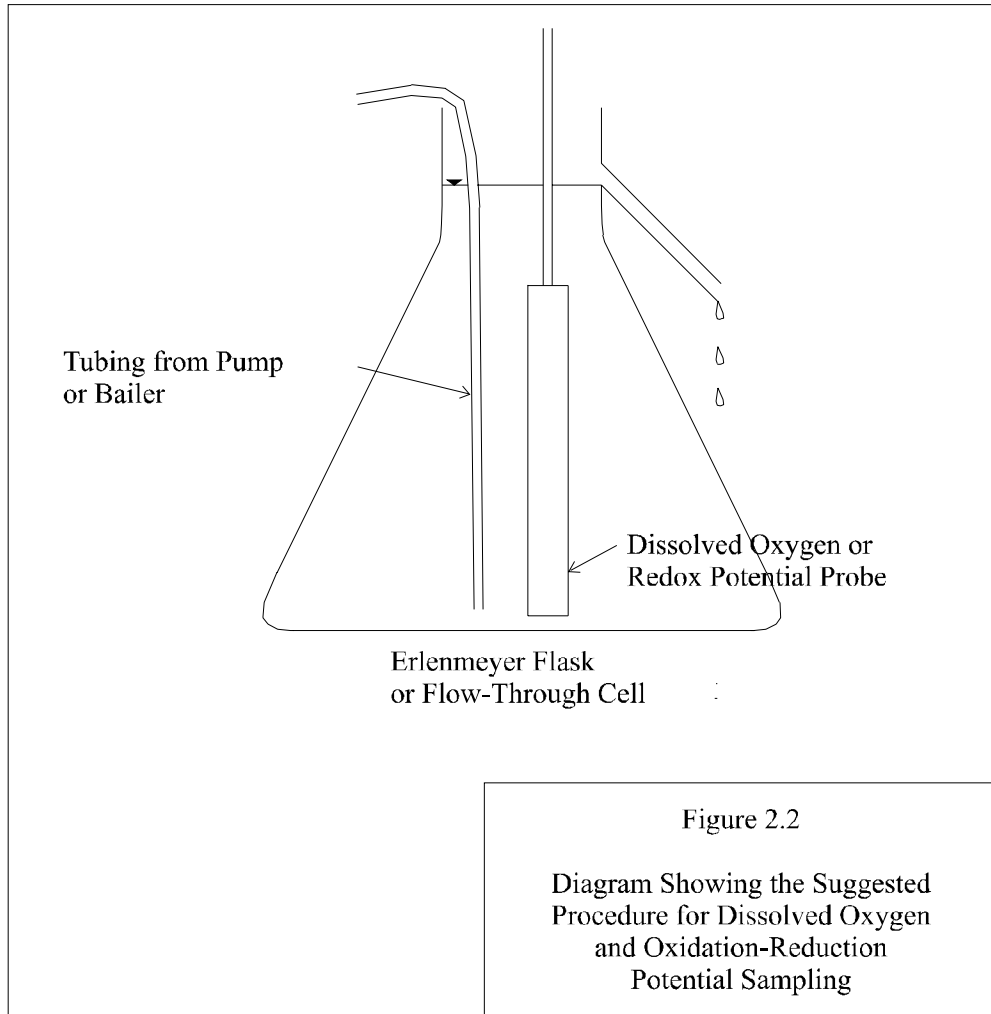 Tubing from Pump
or Bailer
Dissolved Oxygen or
Redox Potential Probe
Erlenmeyer Flask
or Flow-Through Cell
Figure 2.2
Diagram Showing the Suggested
Procedure for Dissolved Oxygen
and Oxidation-Reduction
Potential Sampling